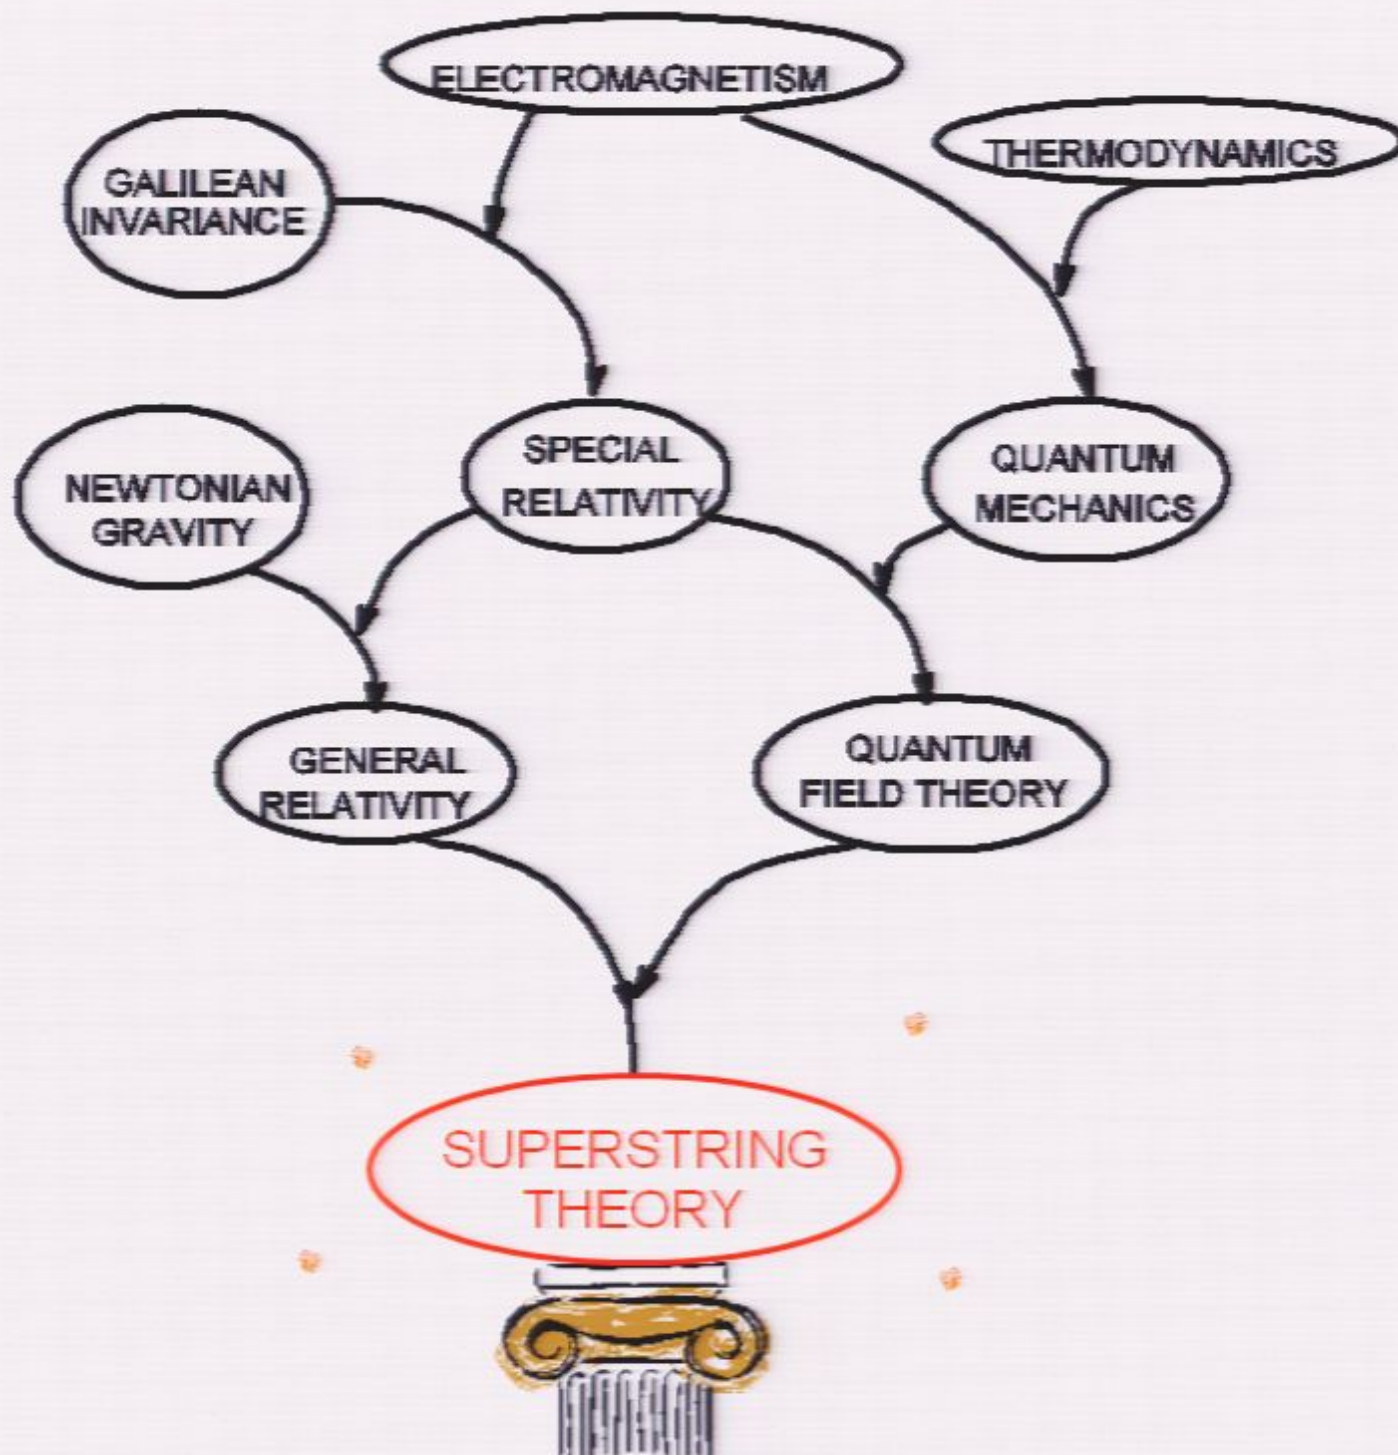 ELECTROMAGNETISM
THERMODYNAMICS
GALILEAN
INVARIANCE
SPECIAL
RELATIVITY
QUANTUM
MECHANICS
NEWTONIAN
GRAVITY
GENERAL
RELATIVITY
QUANTUM
FIELD THEORY
SUPERSTRING
THEORY